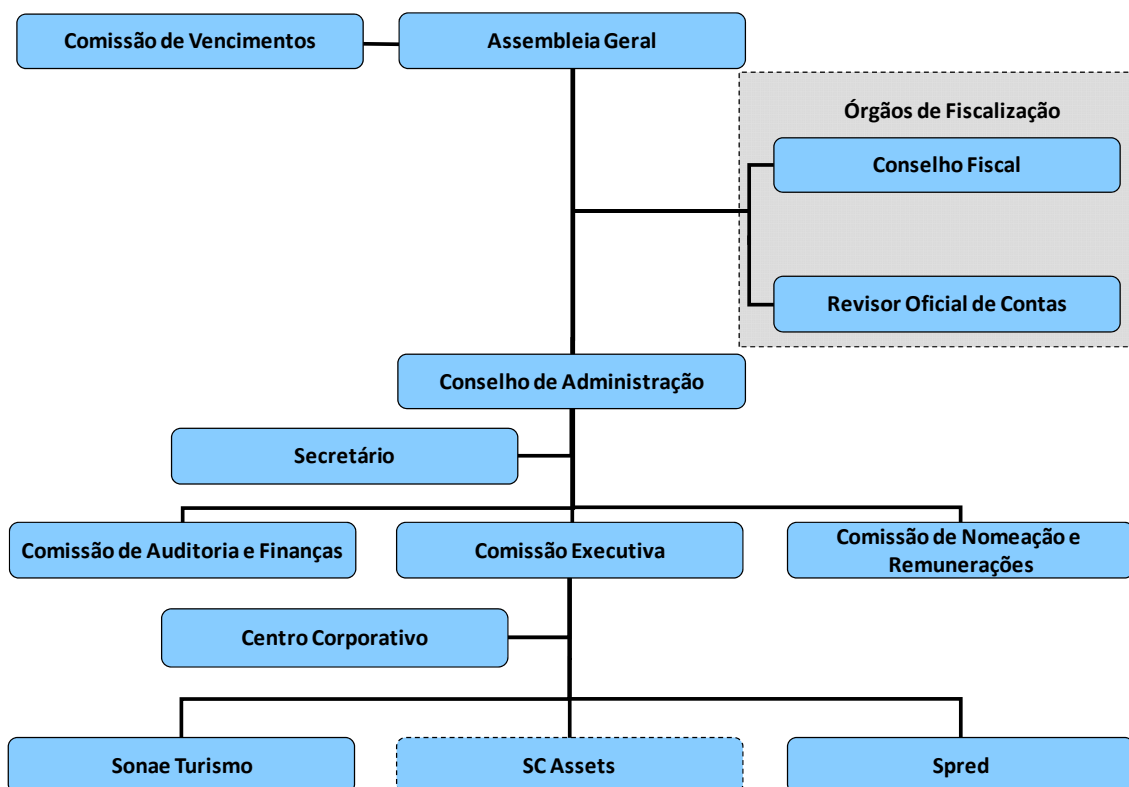 Comissão de Vencimentos
Assembleia Geral
Órgãos de Fiscalização
Conselho Fiscal
Revisor Oficial de Contas
Conselho de Administração
Secretário
Comissão de Auditoria e Finanças
Comissão Executiva
Comissão de Nomeação e
Remunerações
Centro Corporativo
Sonae Turismo
SC Assets
Spred